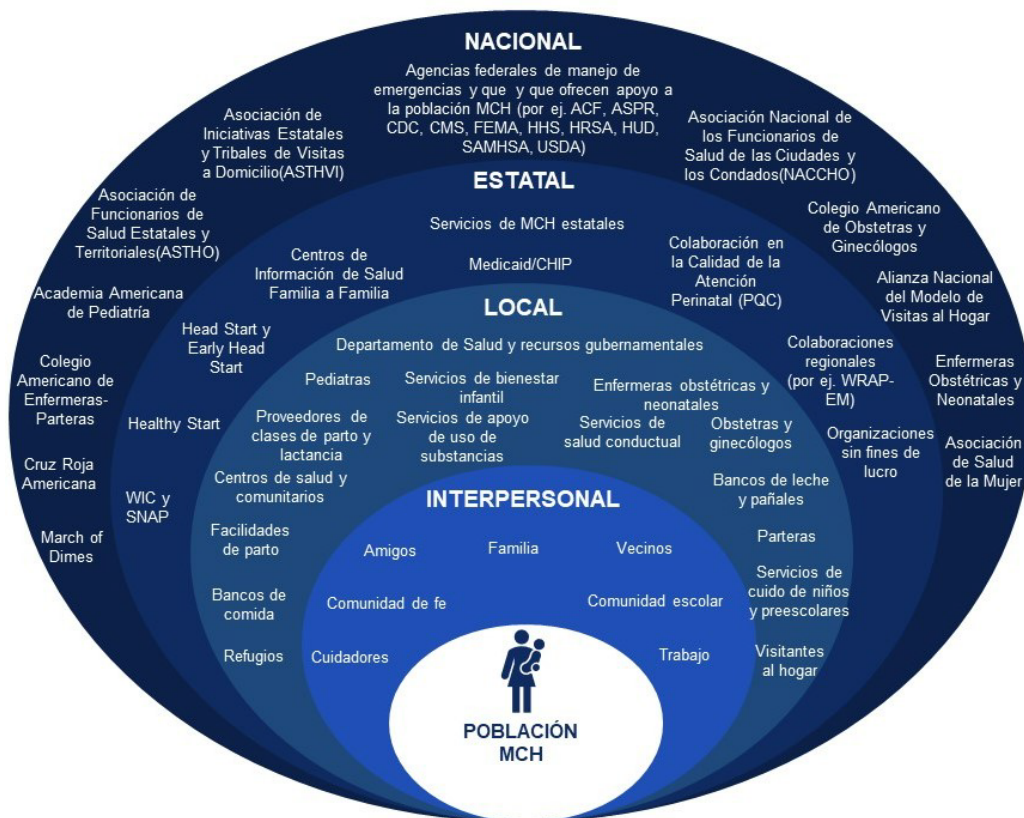 NACIONAL
Agencias federales de manejo de
emergencias y que y que ofrecen apoyo a
la población MCH (por ej. ACF, ASPR,
CDC, CMS, FEMA, HHS, HRSA, HUD,
SAMHSA, USDA)
Asociación de
Iniciativas Estatales
y Tribales de Visitas
a Domicilio(ASTHVI)
Asociación Nacional de
los Funcionarios de
Salud de las Ciudades y
los Condados(NACCHO)
Asociación de
Funcionarios de
Salud Estatales y
Territoriales(ASTHO)
Colegio Americano
de Obstetras y
Ginecólogos
Academia Americana
de Pediatría
Alianza Nacional
del Modelo de
Visitas al Hogar
Colegio
Americano de
Enfermeras-
Parteras
Enfermeras
Obstétricas y
Neonatales
Cruz Roja
Americana
Asociación
de Salud
de la Mujer
March of
Dimes
ESTATAL
Servicios de MCH estatales
Centros de
Información de Salud
Familia a Familia
Medicaid/CHIP
Colaboración en
la Calidad de la
Atención
Perinatal (PQC)
Head Start y
Early Head
Start
Colaboraciones
regionales
(por ej. WRAP-
EM)
Healthy Start
Organizaciones
sin fines de
lucro
WIC y
SNAP
LOCAL
Departamento de Salud y recursos gubernamentales
Pediatras
Servicios de bienestar
infantil
Enfermeras obstétricas y
neonatales
Proveedores de
clases de parto y
lactancia
Servicios de apoyo
de uso de
substancias
Servicios de
salud conductual
Obstetras y
ginecólogos
Centros de salud y
comunitarios
Bancos de leche
y pañales
Facilidades
de parto
Parteras
Bancos de
comida
Servicios de
cuido de niños
y preescolares
Refugios
Visitantes
al hogar
INTERPERSONAL
Amigos
Familia
Vecinos
Comunidad de fe
Comunidad escolar
Cuidadores
Trabajo
POBLACIÓN
MCH